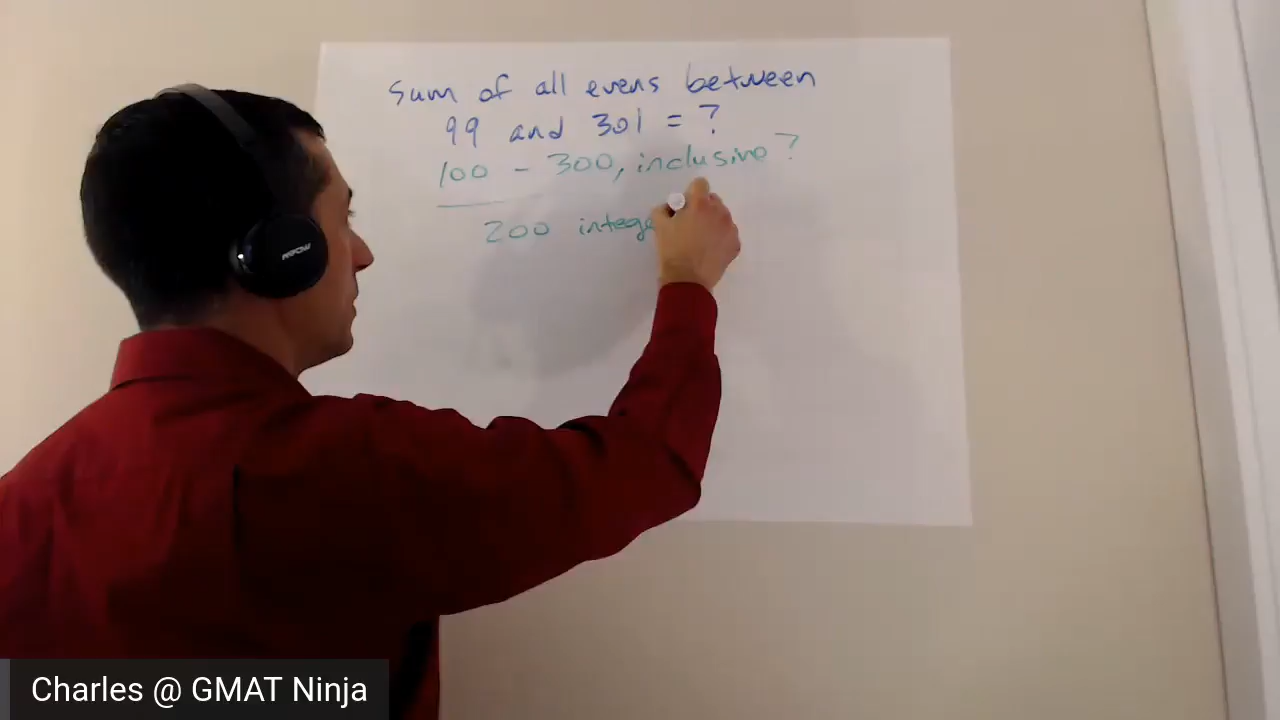 Sum of all evens between
99 and 301 = ?
100 - 300, inclusive ?
200 intege
Charles @ GMAT Ninja